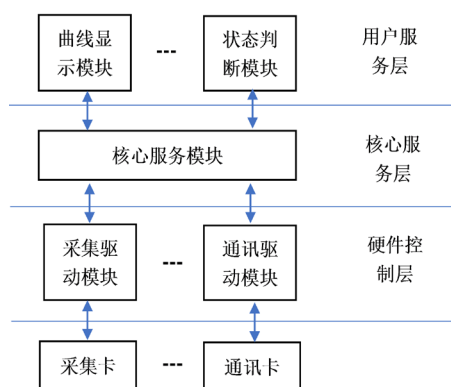 曲线显
示模块
---
状态判
断模块
用户服
务层
核心服务模块
核心服
务层
采集驱
动模块
---
通讯驱
动模块
硬件控
制层
采集卡
---
通讯卡